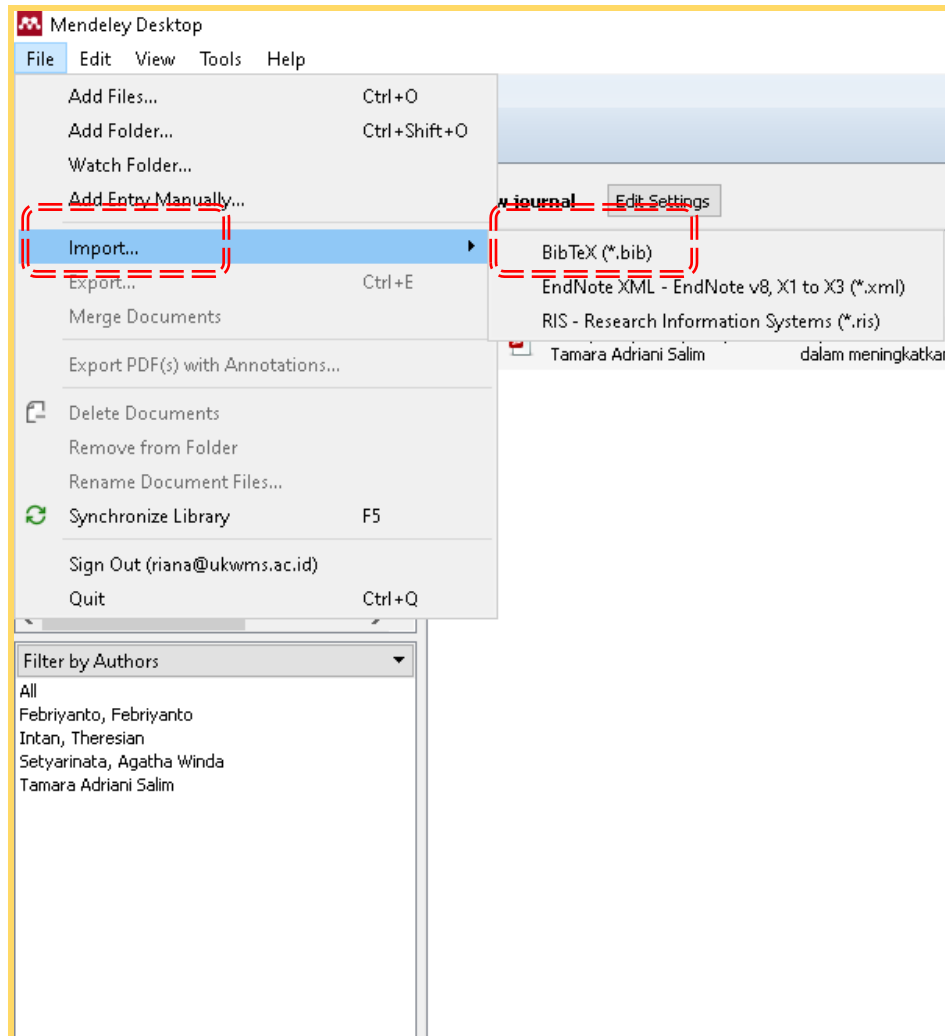 Mendeley Desktop
File Edit View Tools Help
Add Files... Ctrl+O
Add Folder... Ctrl+Shift+O
Watch Folder...
Add Entry Manually...
Import...
Export... Ctrl+E
Merge Documents
Export PDF(s) with Annotations...
Delete Documents
Remove from Folder
Rename Document Files...
Synchronize Library F5
Sign Out (riana@ukwms.ac.id)
Quit Ctrl+Q
journal Edit Settings
BibTeX (*.bib)
EndNote XML - EndNote v8, X1 to X3 (*.xml)
RIS - Research Information Systems (*.ris)
Tamara Adriani Salim dalam meningkatkan
Filter by Authors
All
Febriyanto, Febriyanto
Intan, Theresian
Setyarinata, Agatha Winda
Tamara Adriani Salim